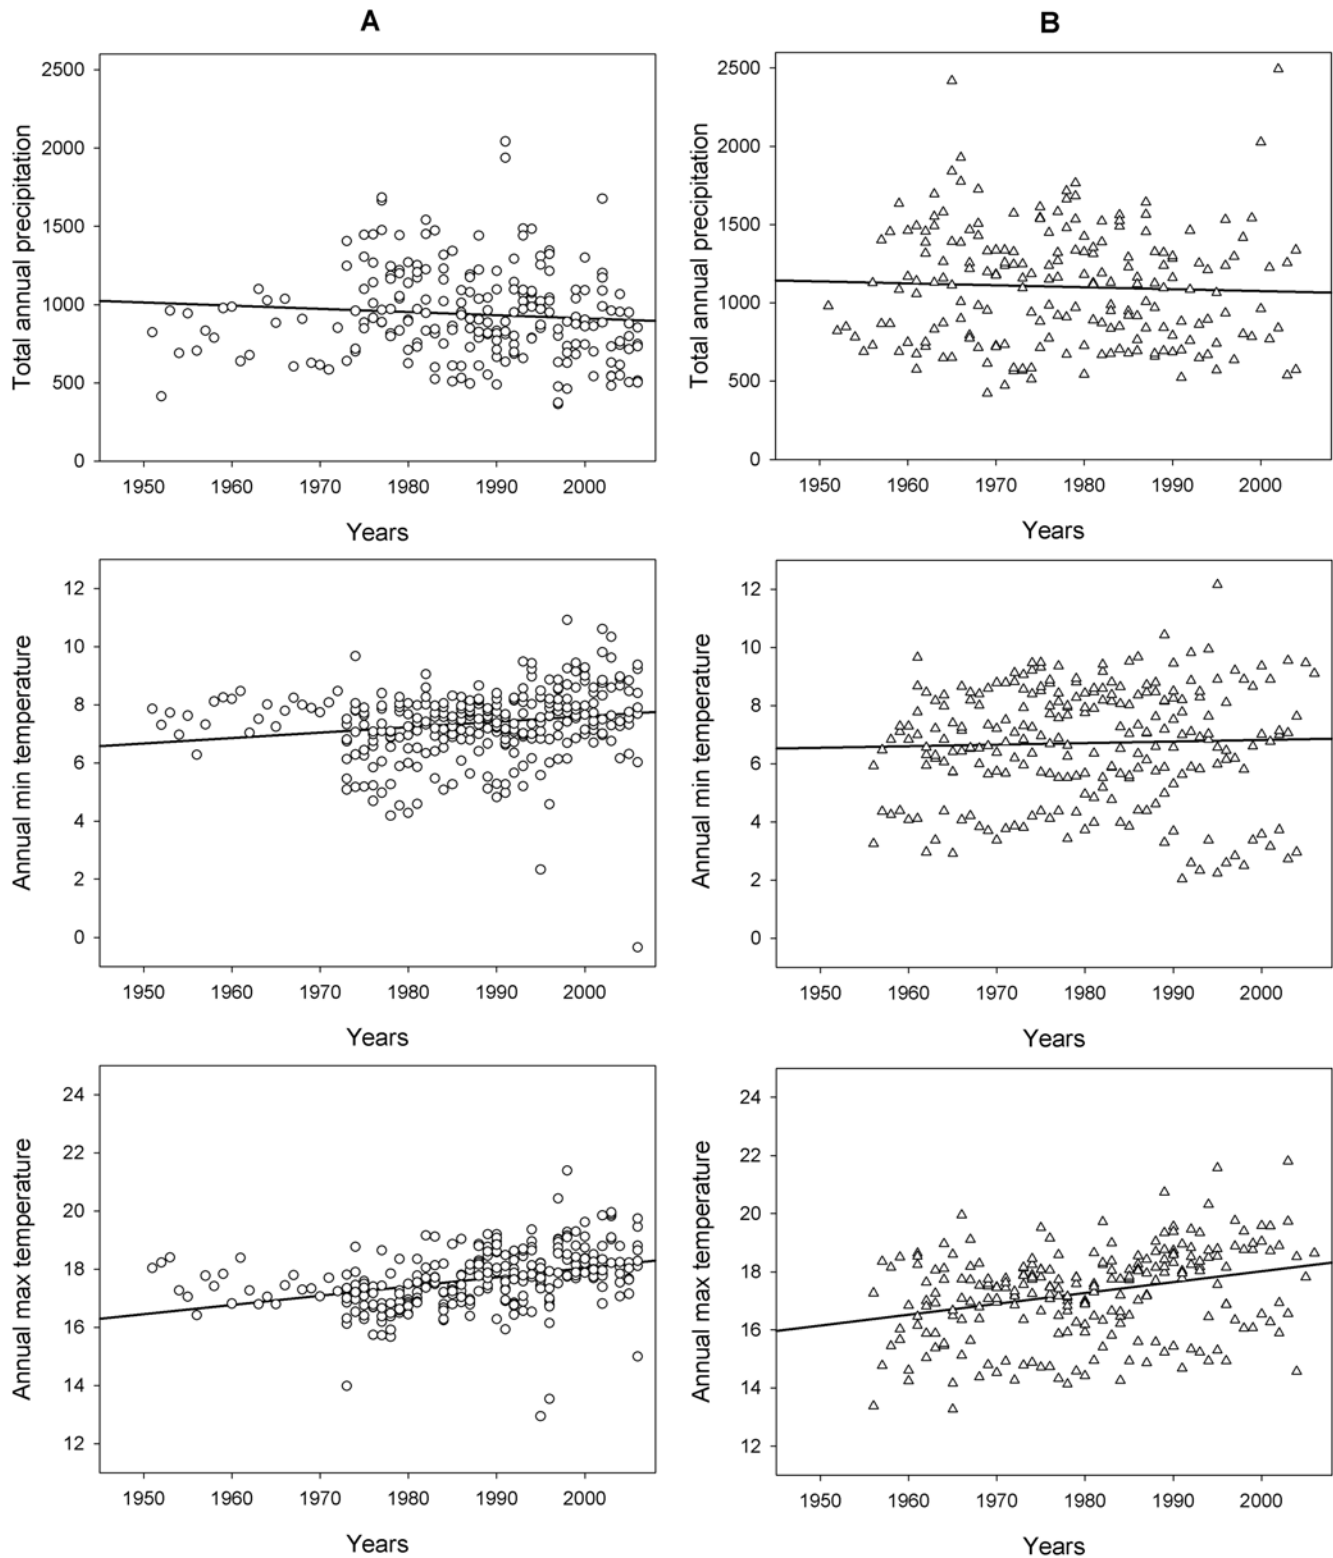 A
B
Total annual precipitation
2500
2000
1500
1000
500
0
1950 1960 1970 1980 1990 2000
Years
Total annual precipitation
2500
2000
1500
1000
500
0
1950 1960 1970 1980 1990 2000
Years
Annual min temperature
12
10
8
6
4
2
0
1950 1960 1970 1980 1990 2000
Years
Annual min temperature
12
10
8
6
4
2
0
1950 1960 1970 1980 1990 2000
Years
Annual max temperature
24
22
20
18
16
14
12
1950 1960 1970 1980 1990 2000
Years
Annual max temperature
24
22
20
18
16
14
12
1950 1960 1970 1980 1990 2000
Years